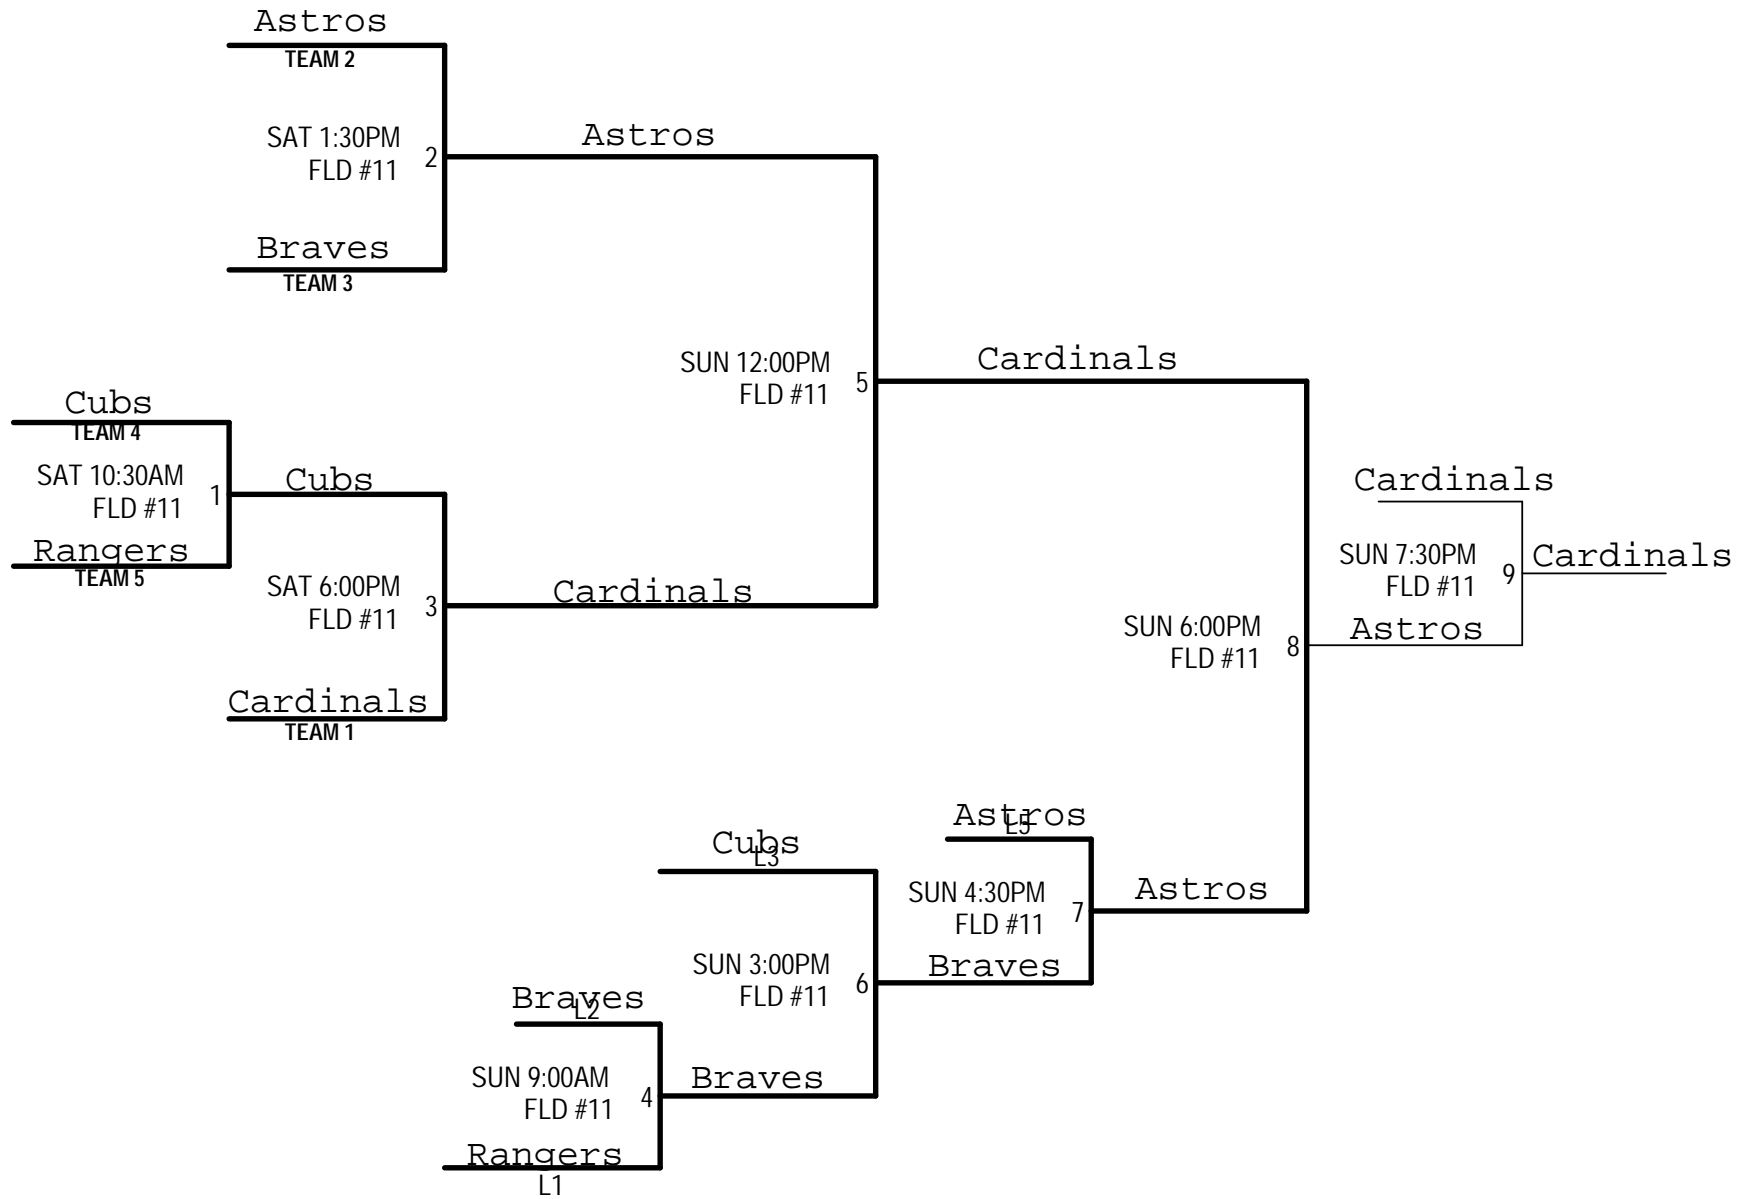 Astros
TEAM 2
SAT 1:30PM
FLD #11
2
Astros
Braves
TEAM 3
SUN 12:00PM
FLD #11
5
Cardinals
Cubs
TEAM 4
SAT 10:30AM
FLD #11
1
Cubs
Rangers
TEAM 5
SAT 6:00PM
FLD #11
3
Cardinals
Cardinals
TEAM 1
Cardinals
SUN 7:30PM
FLD #11
9
Cardinals
Astros
SUN 6:00PM
FLD #11
8
Astros
L5
Cubs
L3
SUN 4:30PM
FLD #11
7
Astros
SUN 3:00PM
FLD #11
6
Braves
Braves
L2
SUN 9:00AM
FLD #11
4
Braves
Rangers
L1